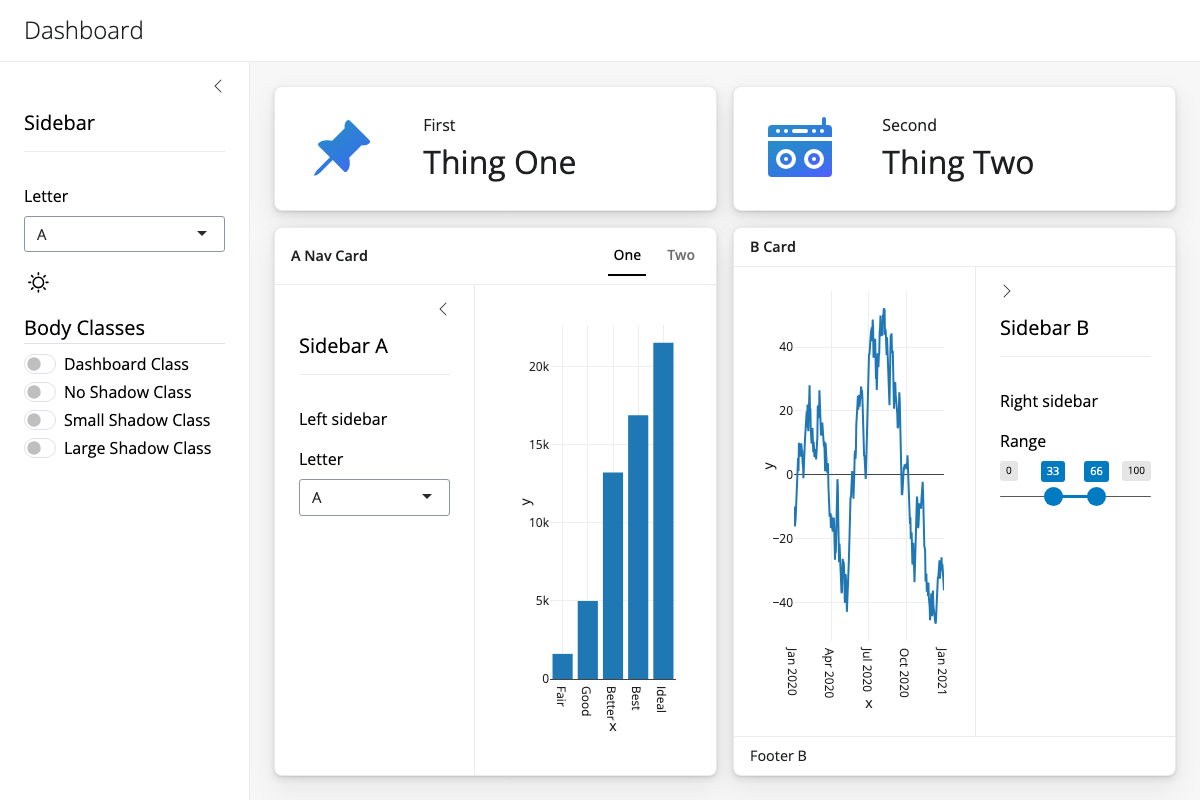 Dashboard
Sidebar
Letter
A
Body Classes
Dashboard Class
No Shadow Class
Small Shadow Class
Large Shadow Class
First
Thing One
Second
Thing Two
A Nav Card
One
Two
Sidebar A
Left sidebar
Letter
A
20k
15k
10k
5k
0
y
Fair
Good
Better
Best
Ideal
x
B Card
40
20
0
−20
−40
y
Jan 2020
Apr 2020
Jul 2020
Oct 2020
Jan 2021
x
Sidebar B
Right sidebar
Range
0 33 66 100
Footer B